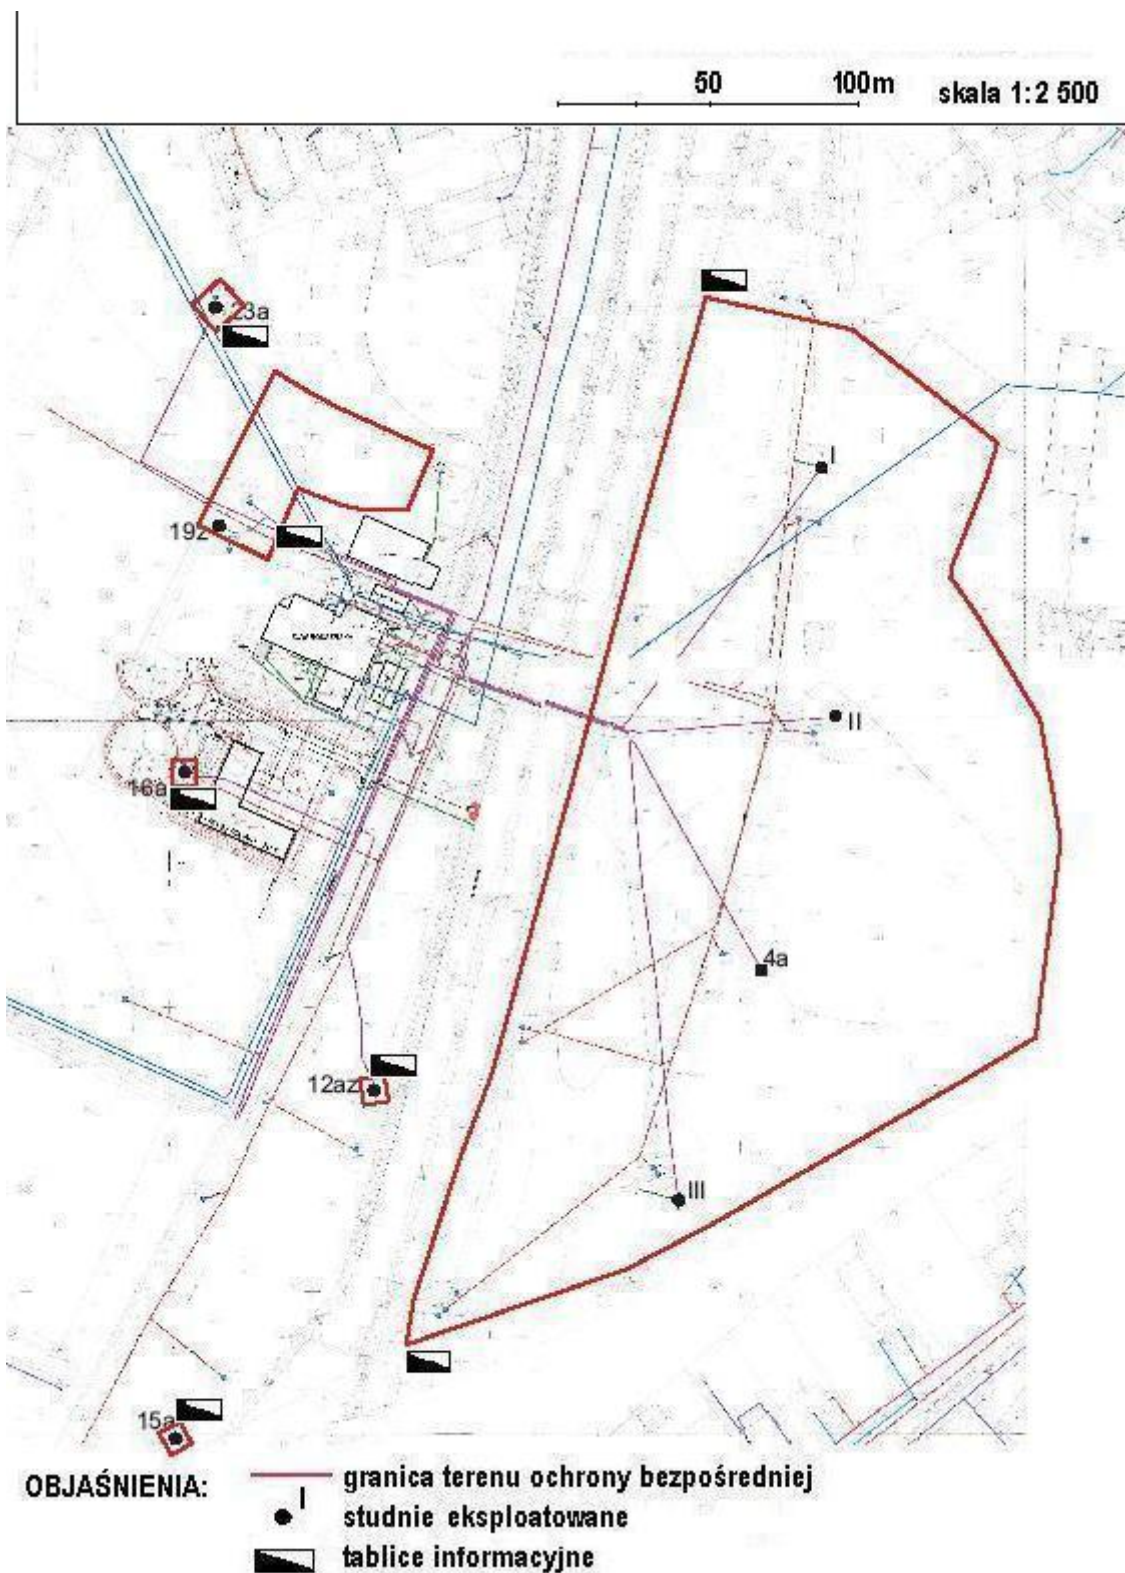 50 100m skala 1:2 500
23a
I
19z
II
16a
4a
12az
III
15a
OBJAŚNIENIA: granica terenu ochrony bezpośredniej
I
studnie eksploatowane
tablice informacyjne